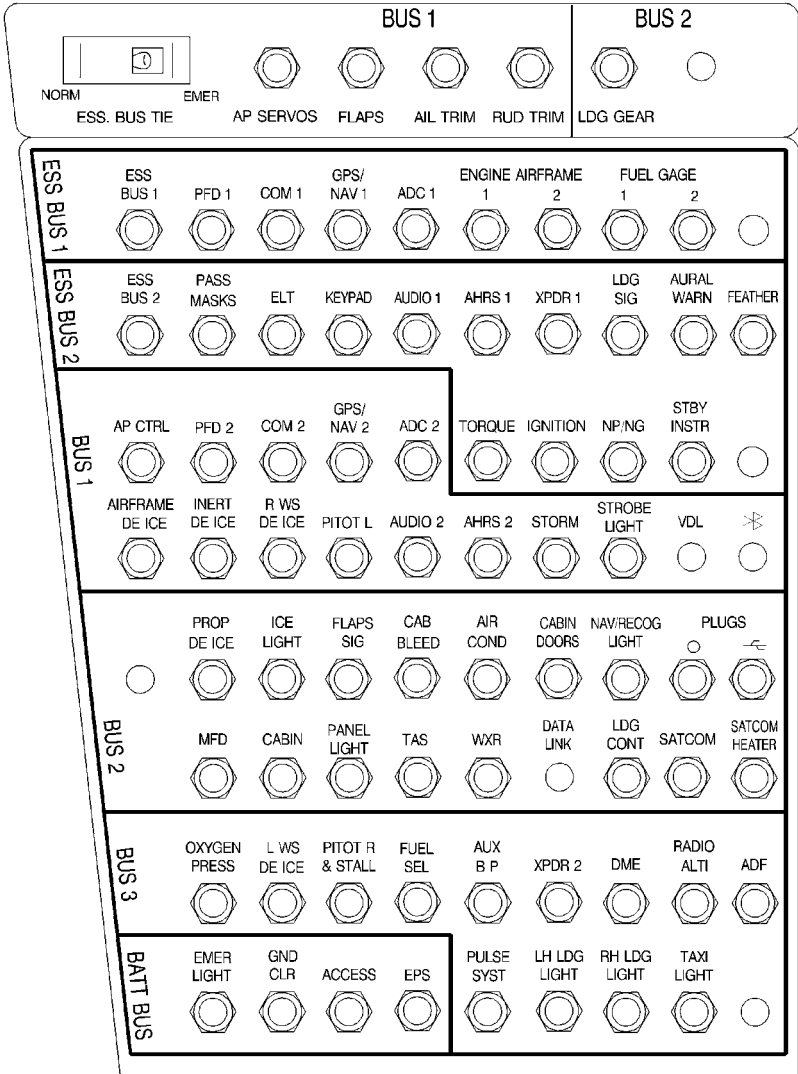 BUS 1 BUS 2
NORM EMER
ESS. BUS TIE AP SERVOS FLAPS AIL TRIM RUD TRIM LDG GEAR
ESS BUS 1
ESS GPS/ ENGINE AIRFRAME FUEL GAGE
BUS 1 PFD 1 COM 1 NAV 1 ADC 1 1 2 1 2
ESS BUS 2
ESS PASS LDG AURAL
BUS 2 MASKS ELT KEYPAD AUDIO 1 AHRS 1 XPDR 1 SIG WARN FEATHER
BUS 1
GPS/ STBY
AP CTRL PFD 2 COM 2 NAV 2 ADC 2 TORQUE IGNITION NP/NG INSTR
AIRFRAME INERT R WS STROBE
DE ICE DE ICE DE ICE PITOT L AUDIO 2 AHRS 2 STORM LIGHT VDL
BUS 2
PROP ICE FLAPS CAB AIR CABIN NAV/RECOG PLUGS
DE ICE LIGHT SIG BLEED COND DOORS LIGHT
PANEL DATA LDG SATCOM
MFD CABIN LIGHT TAS WXR LINK CONT SATCOM HEATER
BUS 3
OXYGEN L WS PITOT R FUEL AUX RADIO
PRESS DE ICE & STALL SEL B P XPDR 2 DME ALTI ADF
BATT BUS
EMER GND PULSE LH LDG RH LDG TAXI
LIGHT CLR ACCESS EPS SYST LIGHT LIGHT LIGHT